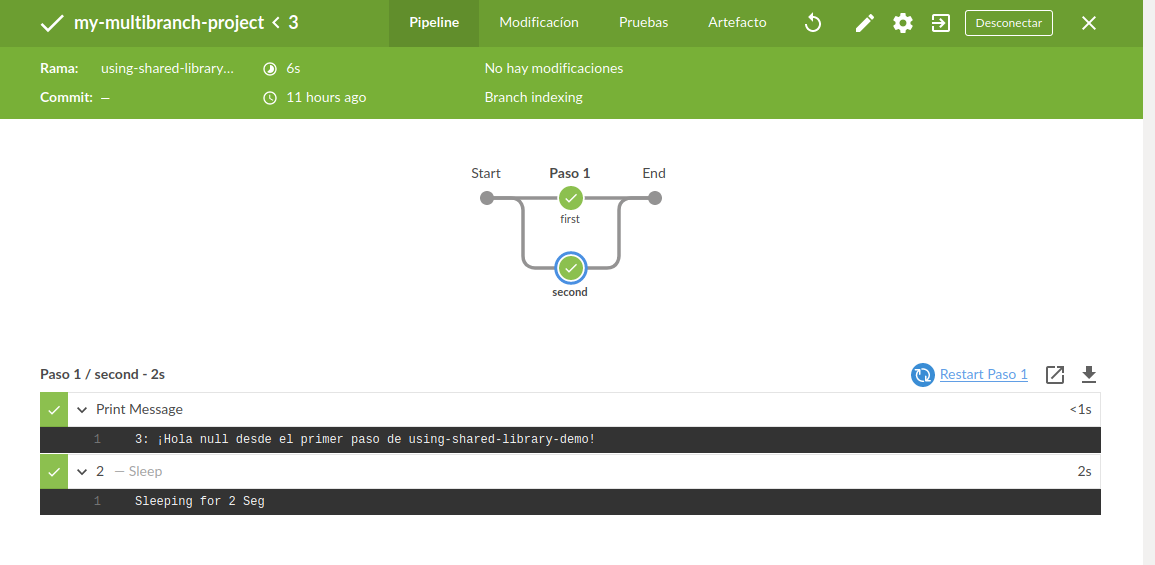 my-multibranch-project < 3 Pipeline Modificacíon Pruebas Artefacto Desconectar
Rama: using-shared-library... 6s No hay modificaciones
Commit: — 11 hours ago Branch indexing
Start Paso 1 End
first
second
Paso 1 / second - 2s Restart Paso 1
Print Message <1s
1 3: ¡Hola null desde el primer paso de using-shared-library-demo!
2 — Sleep 2s
1 Sleeping for 2 Seg